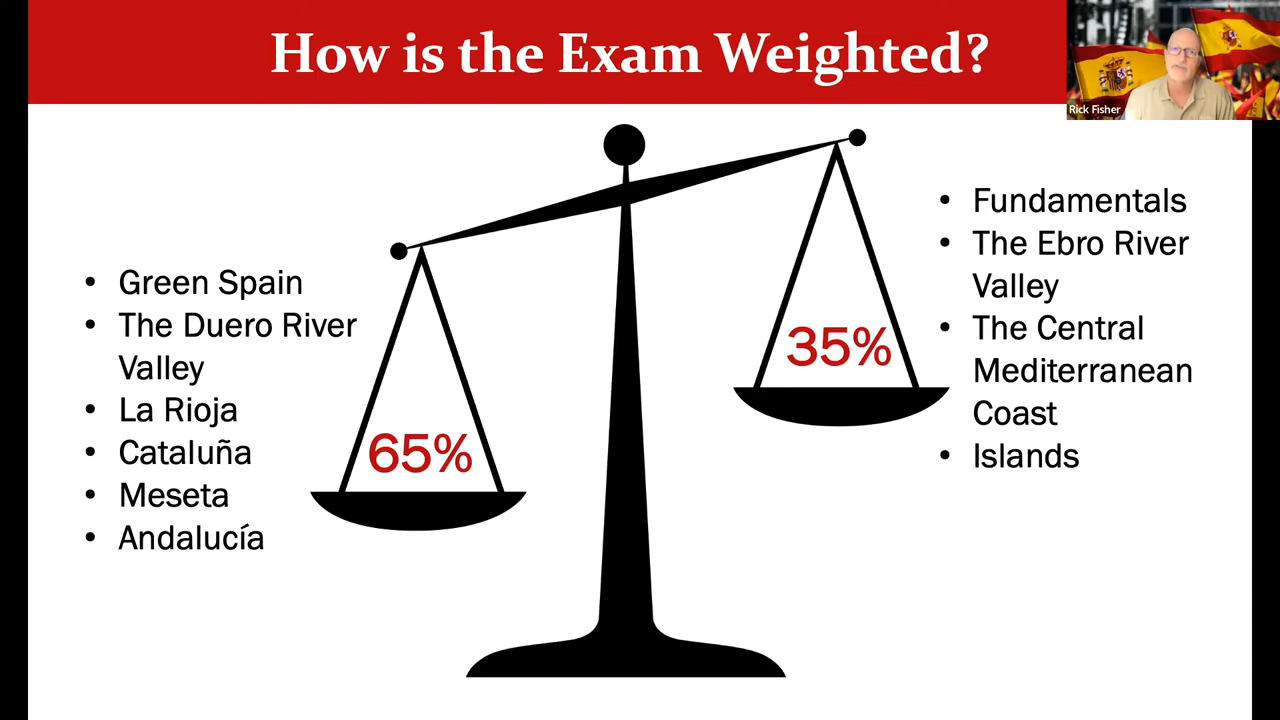 How is the Exam Weighted?
Rick Fisher
• Green Spain
• The Duero River
Valley
• La Rioja
• Cataluña
• Meseta
• Andalucía
65%
35%
• Fundamentals
• The Ebro River
Valley
• The Central
Mediterranean
Coast
• Islands